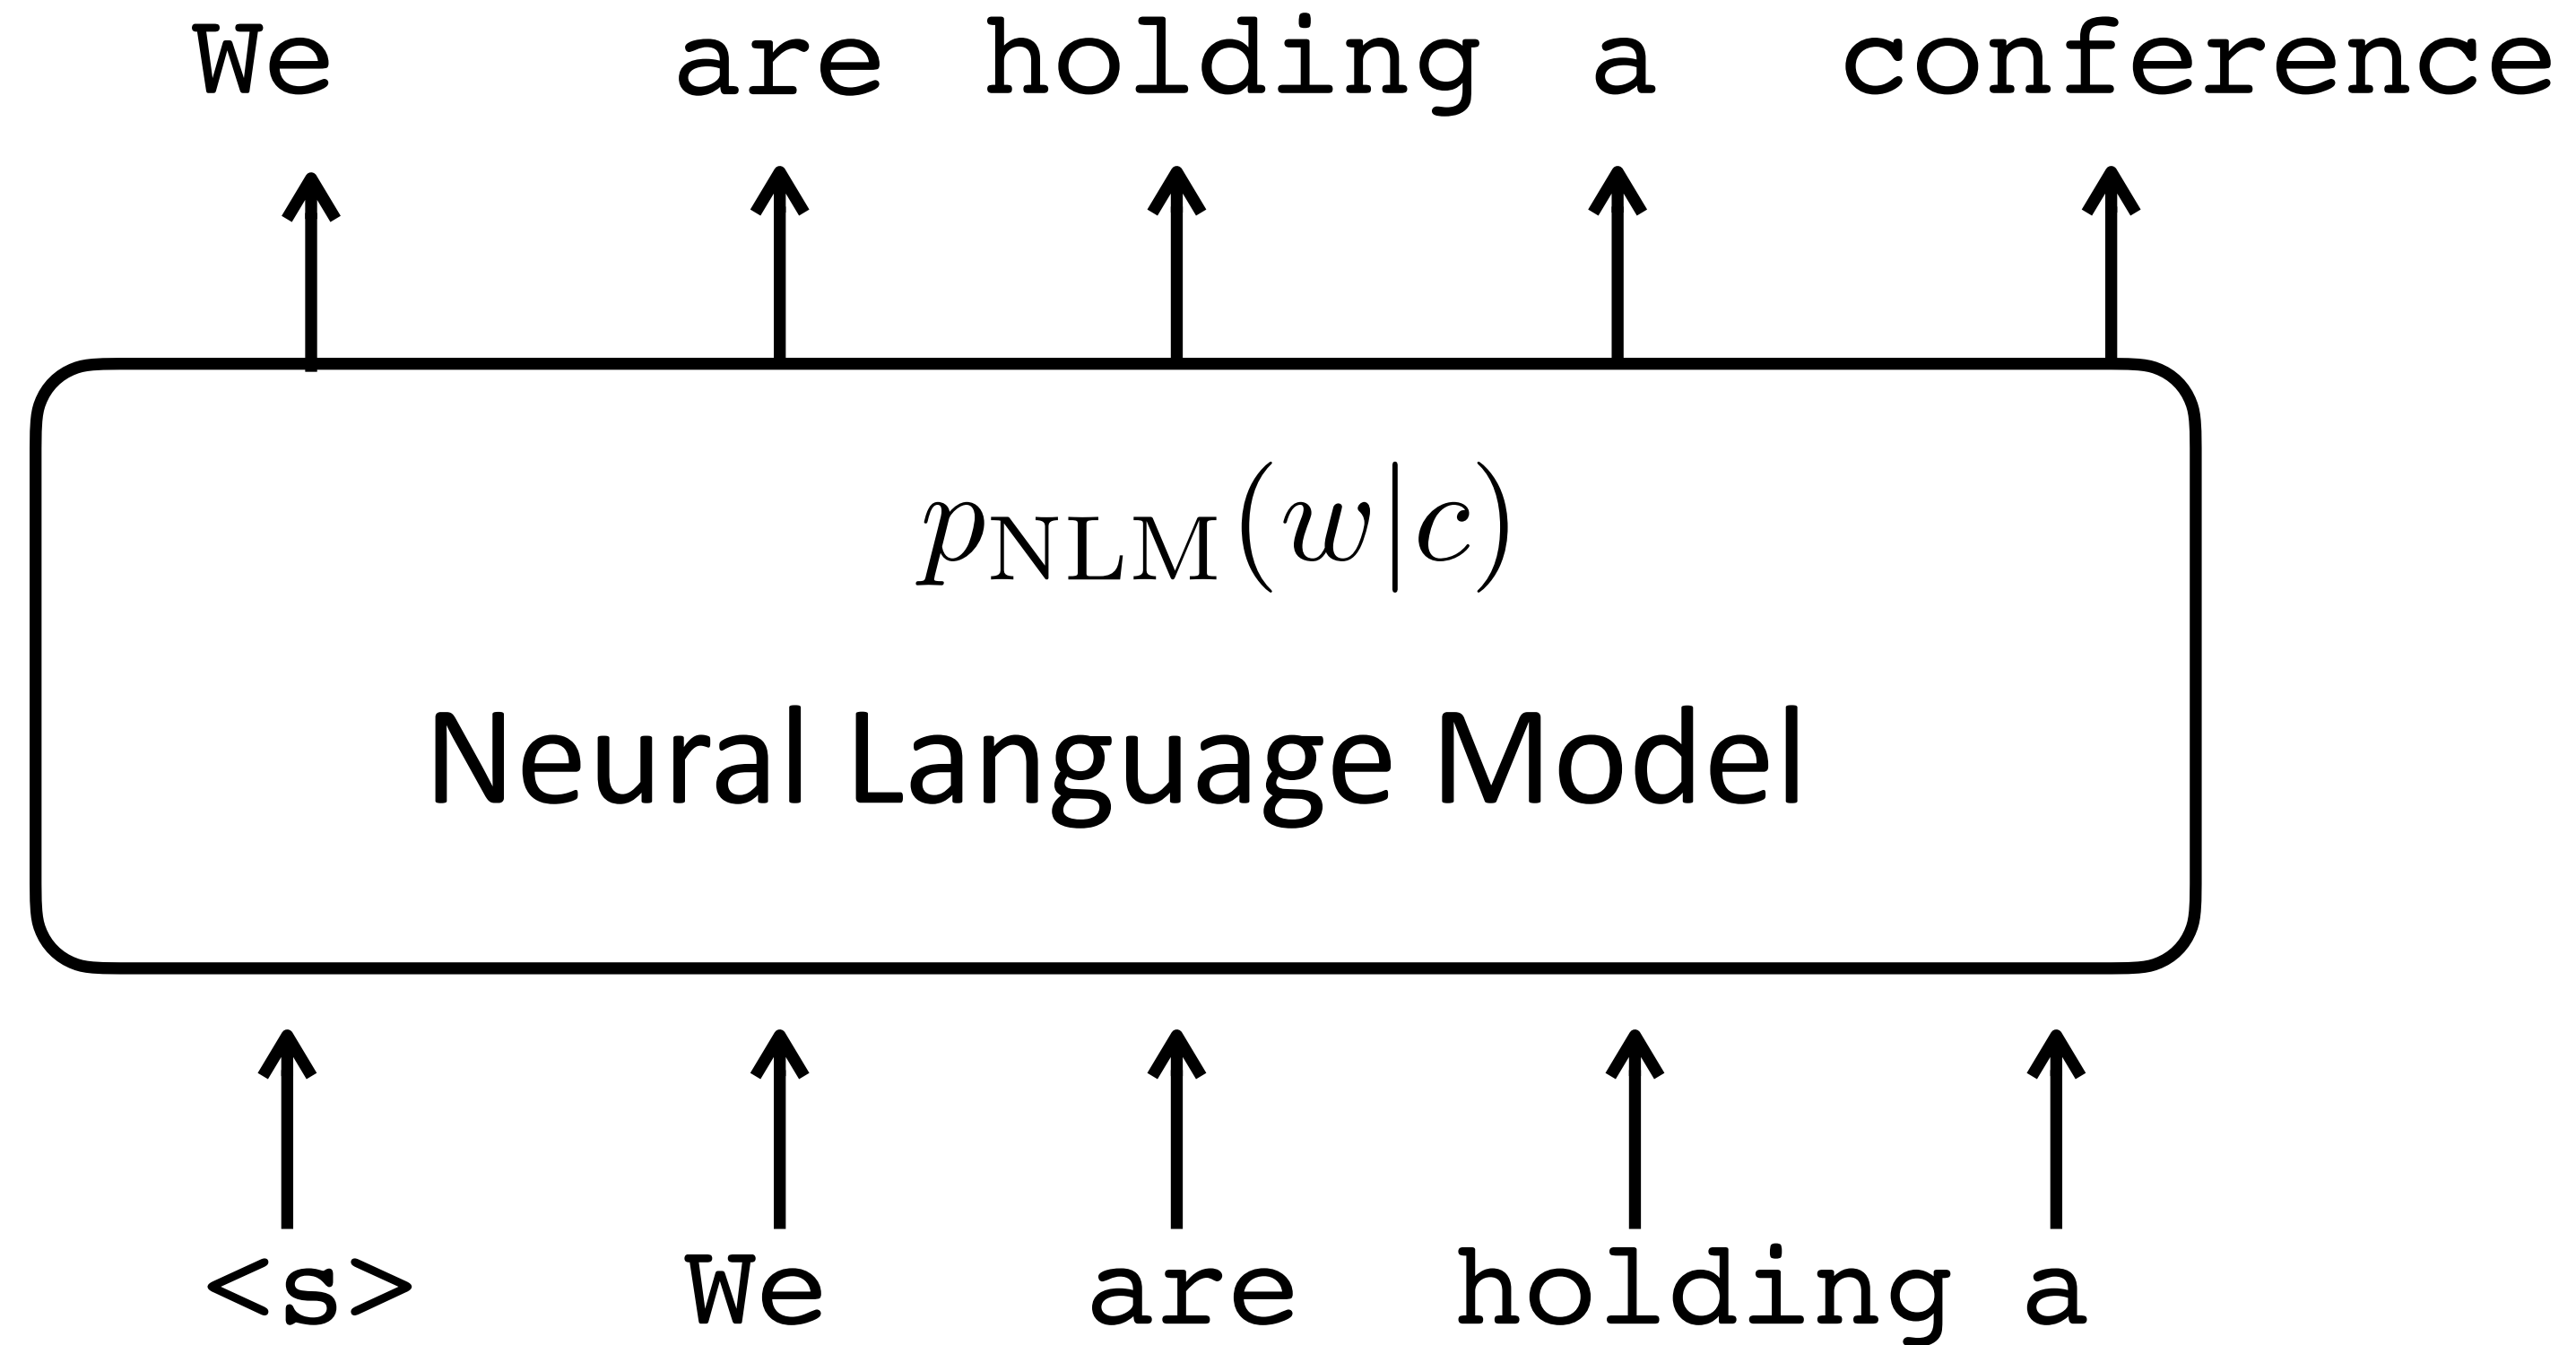 We are holding a conference
p_NLM(w|c)
Neural Language Model
<s> We are holding a